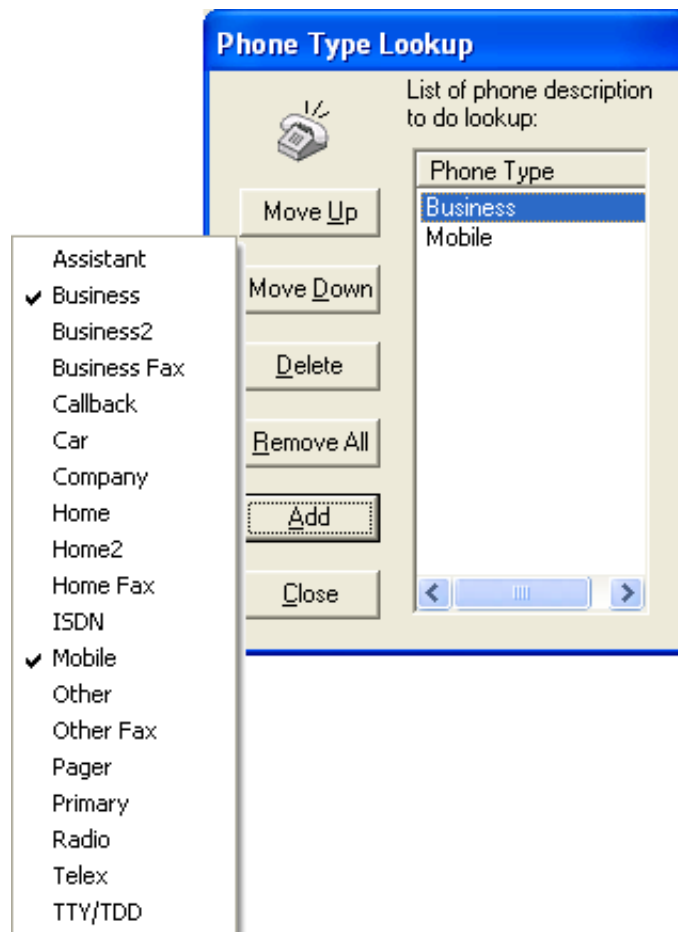 Phone Type Lookup
List of phone description
to do lookup:
Phone Type
Business
Mobile
Move Up
Move Down
Delete
Remove All
Add
Close
Assistant
Business
Business2
Business Fax
Callback
Car
Company
Home
Home2
Home Fax
ISDN
Mobile
Other
Other Fax
Pager
Primary
Radio
Telex
TTY/TDD